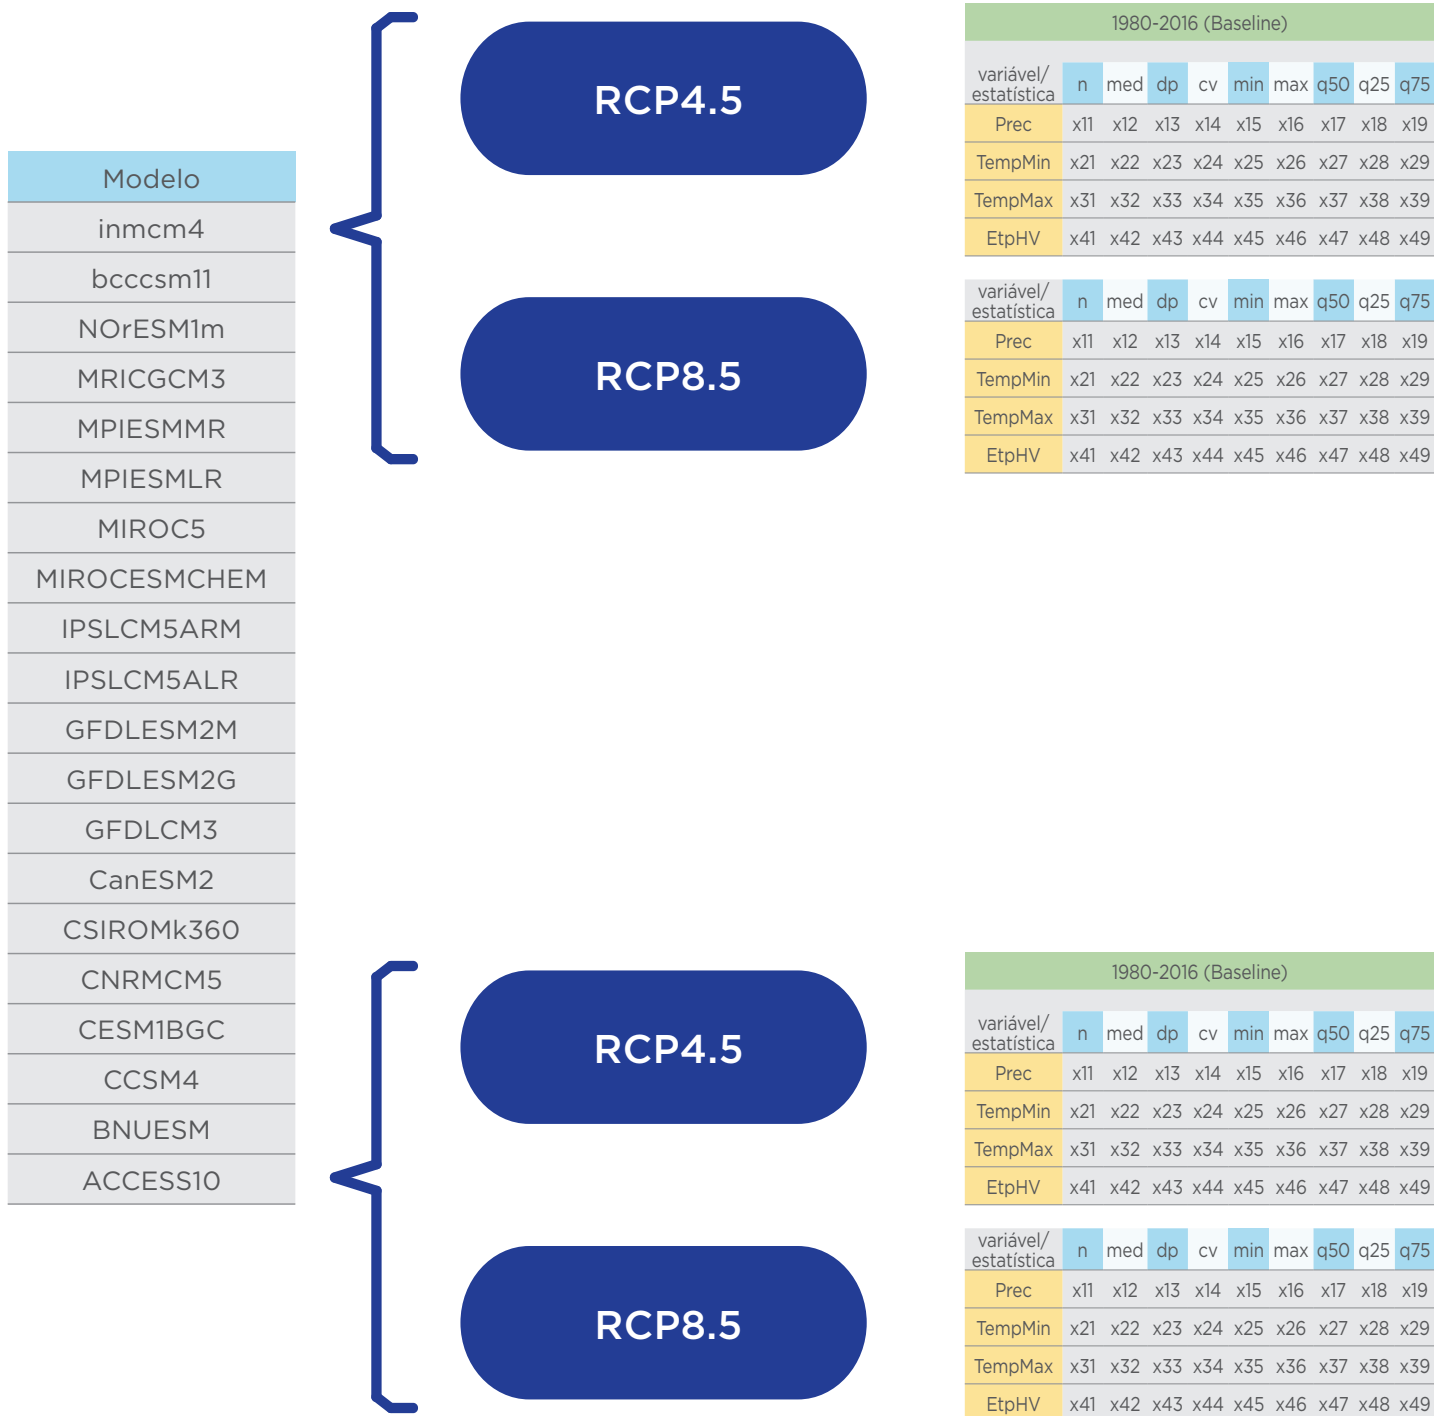 Modelo
inmcm4
bcccsm11
NOrESM1m
MRICGCM3
MPIESMMR
MPIESMLR
MIROC5
MIROCESMCHEM
IPSLCM5ARM
IPSLCM5ALR
GFDLESM2M
GFDLESM2G
GFDLCM3
CanESM2
CSIROMk360
CNRMCM5
CESM1BGC
CCSM4
BNUESM
ACCESS10
RCP4.5
RCP8.5
1980-2016 (Baseline)
variável/
estatística n med dp cv min max q50 q25 q75
Prec x11 x12 x13 x14 x15 x16 x17 x18 x19
TempMin x21 x22 x23 x24 x25 x26 x27 x28 x29
TempMax x31 x32 x33 x34 x35 x36 x37 x38 x39
EtpHV x41 x42 x43 x44 x45 x46 x47 x48 x49
variável/
estatística n med dp cv min max q50 q25 q75
Prec x11 x12 x13 x14 x15 x16 x17 x18 x19
TempMin x21 x22 x23 x24 x25 x26 x27 x28 x29
TempMax x31 x32 x33 x34 x35 x36 x37 x38 x39
EtpHV x41 x42 x43 x44 x45 x46 x47 x48 x49
RCP4.5
RCP8.5
1980-2016 (Baseline)
variável/
estatística n med dp cv min max q50 q25 q75
Prec x11 x12 x13 x14 x15 x16 x17 x18 x19
TempMin x21 x22 x23 x24 x25 x26 x27 x28 x29
TempMax x31 x32 x33 x34 x35 x36 x37 x38 x39
EtpHV x41 x42 x43 x44 x45 x46 x47 x48 x49
variável/
estatística n med dp cv min max q50 q25 q75
Prec x11 x12 x13 x14 x15 x16 x17 x18 x19
TempMin x21 x22 x23 x24 x25 x26 x27 x28 x29
TempMax x31 x32 x33 x34 x35 x36 x37 x38 x39
EtpHV x41 x42 x43 x44 x45 x46 x47 x48 x49